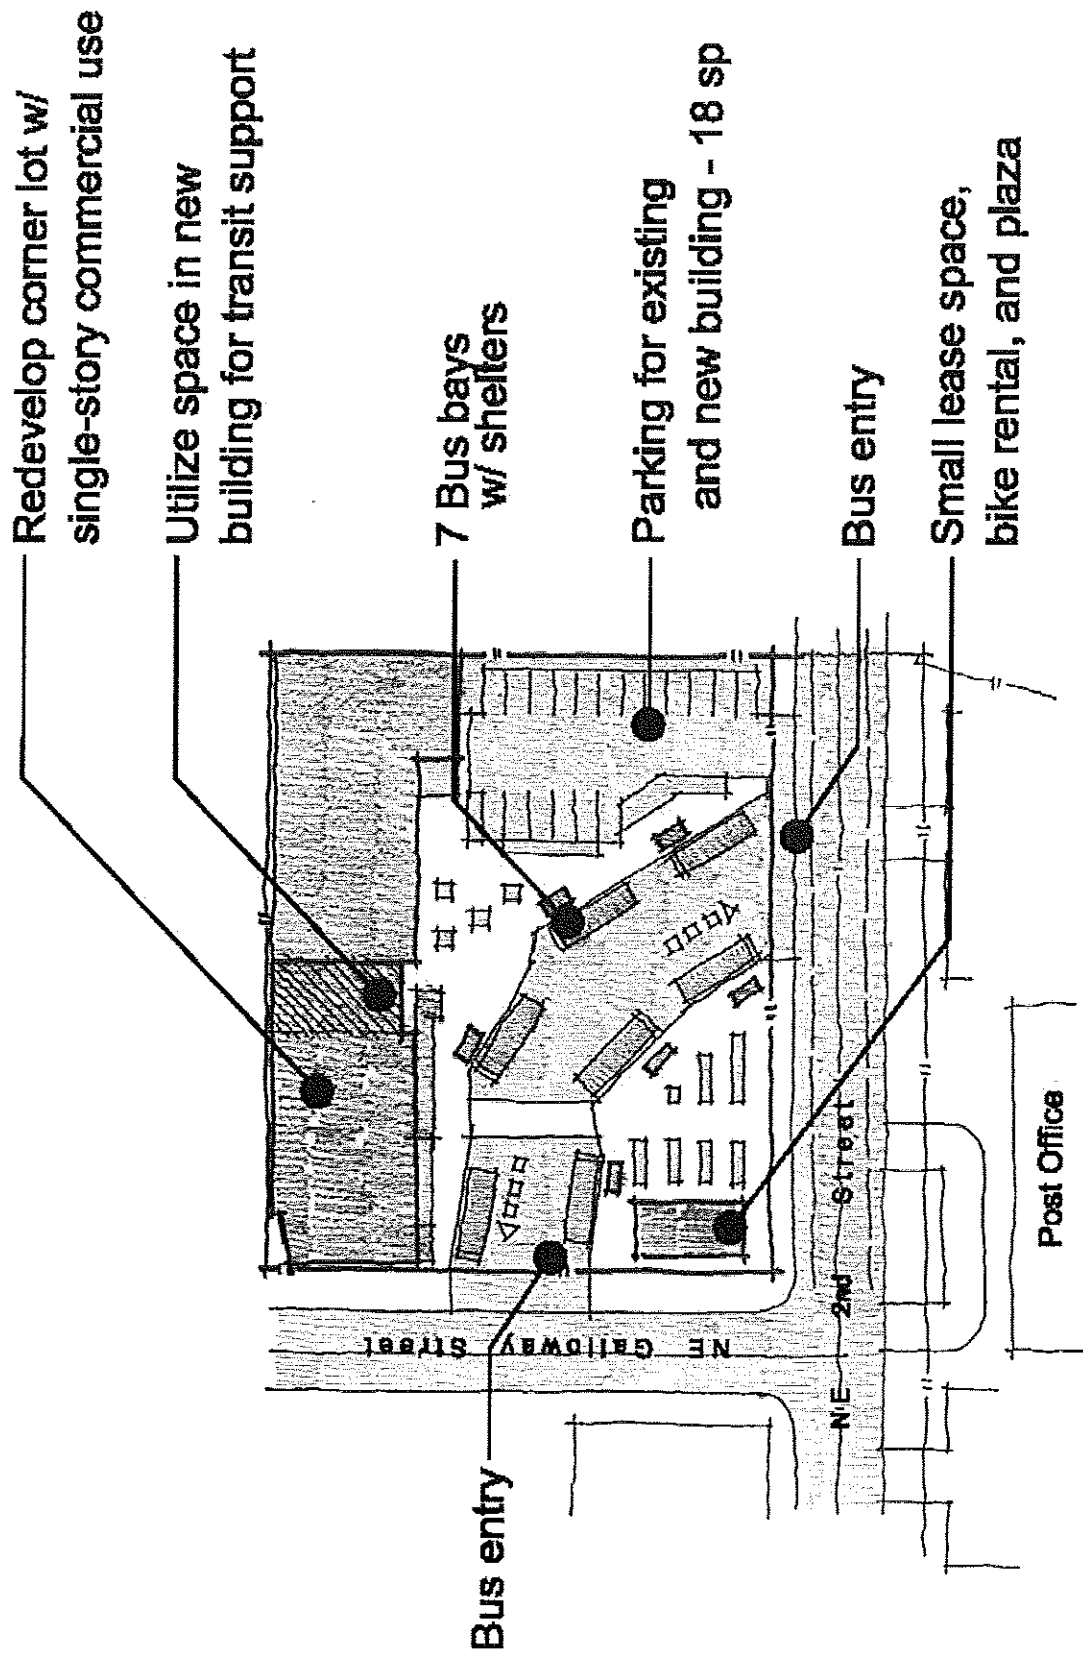 Redevelop corner lot w/
single-story commercial use
Utilize space in new
building for transit support
7 Bus bays
w/ shelters
Parking for existing
and new building - 18 sp
Bus entry
Small lease space,
bike rental, and plaza
Bus entry
NE Galloway Street
NE 2nd Street
Post Office